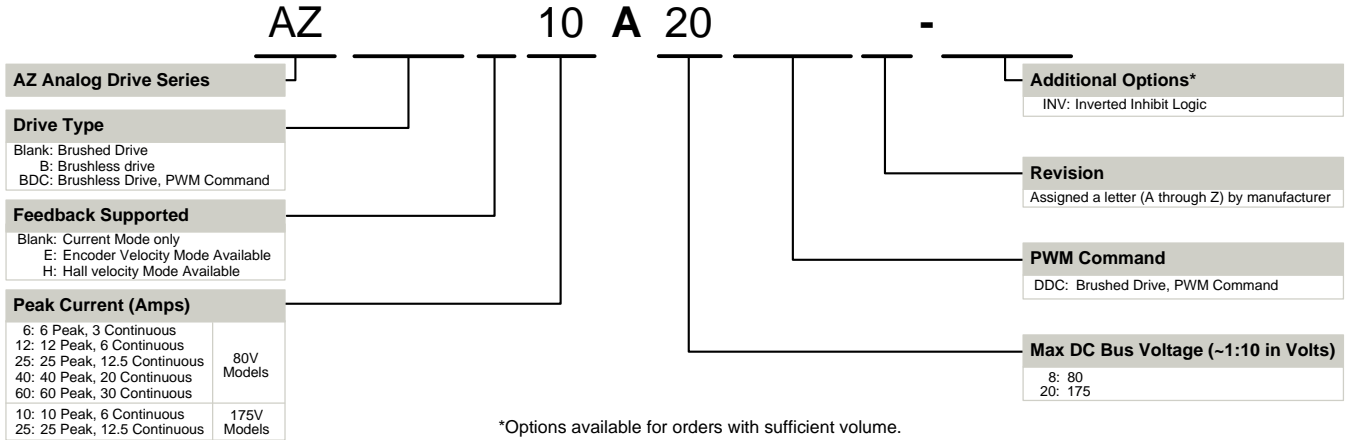 AZ 10 A 20 -
AZ Analog Drive Series
Drive Type
Blank: Brushed Drive
B: Brushless drive
BDC: Brushless Drive, PWM Command
Feedback Supported
Blank: Current Mode only
E: Encoder Velocity Mode Available
H: Hall velocity Mode Available
Peak Current (Amps)
6: 6 Peak, 3 Continuous
12: 12 Peak, 6 Continuous
25: 25 Peak, 12.5 Continuous
40: 40 Peak, 20 Continuous
60: 60 Peak, 30 Continuous
80V
Models
10: 10 Peak, 6 Continuous
25: 25 Peak, 12.5 Continuous
175V
Models
Additional Options*
INV: Inverted Inhibit Logic
Revision
Assigned a letter (A through Z) by manufacturer
PWM Command
DDC: Brushed Drive, PWM Command
Max DC Bus Voltage (~1:10 in Volts)
8: 80
20: 175
*Options available for orders with sufficient volume.